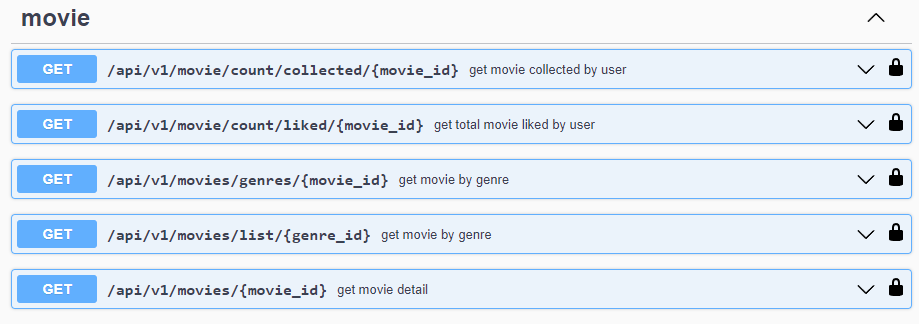 movie
GET /api/v1/movie/count/collected/{movie_id} get movie collected by user
GET /api/v1/movie/count/liked/{movie_id} get total movie liked by user
GET /api/v1/movies/genres/{movie_id} get movie by genre
GET /api/v1/movies/list/{genre_id} get movie by genre
GET /api/v1/movies/{movie_id} get movie detail